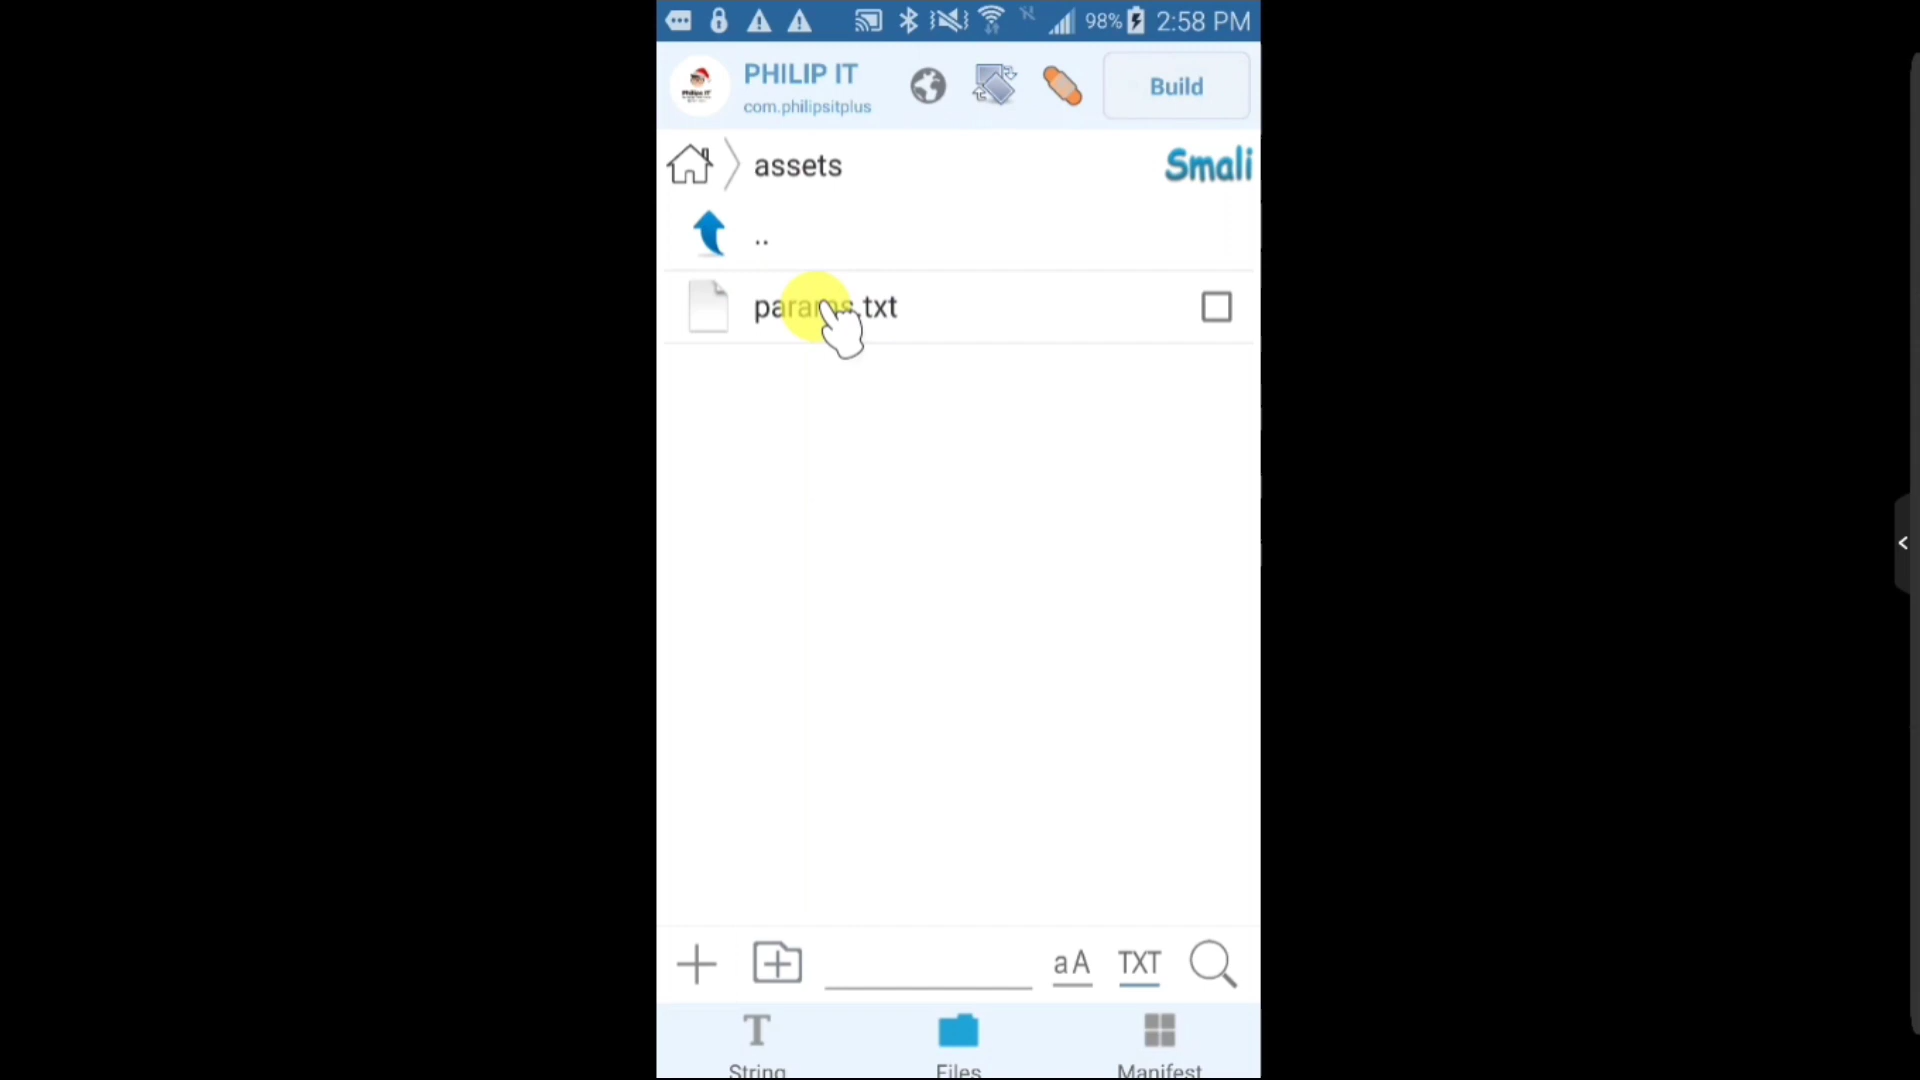 98% 2:58 PM
PHILIP IT
com.philipsitplus
Build
assets
Smali
..
params.txt
aA TXT
T
String Files Manifest